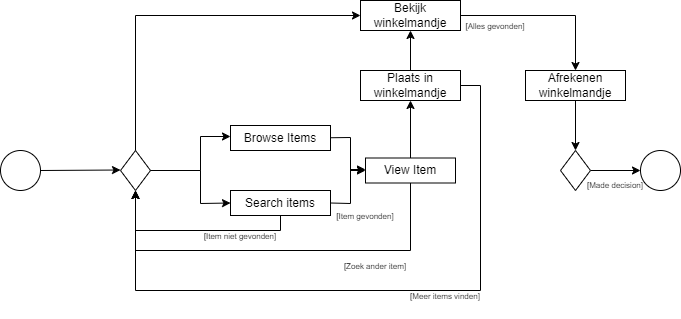 Bekijk
winkelmandje
[Alles gevonden]
Plaats in
winkelmandje
Afrekenen
winkelmandje
Browse Items
View Item
Search items
[Made decision]
[Item gevonden]
[Item niet gevonden]
[Zoek ander item]
[Meer items vinden]